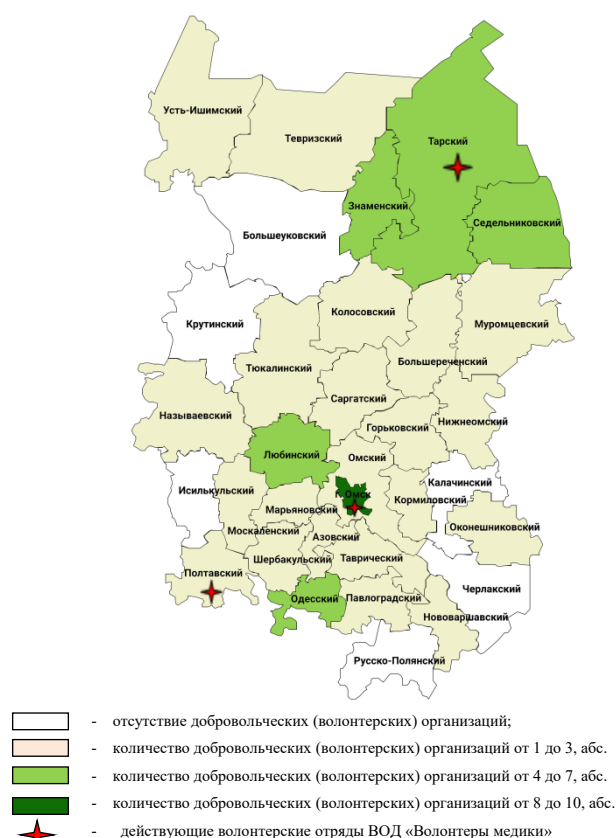 Усть-Ишимский
Тевризский
Тарский
Знаменский
Седельниковский
Большеуковский
Колосовский
Крутинский
Муромцевский
Большереченский
Тюкалинский
Саргатский
Называевский
Горьковский
Нижнеомский
Любинский
Омский
Калачинский
Исилькульский
г.Омск
Кормиловский
Марьяновский
Оконешниковский
Москаленский
Азовский
Шербакульский
Таврический
Полтавский
Черлакский
Одесский
Павлоградский
Нововаршавский
Русско-Полянский
- отсутствие добровольческих (волонтерских) организаций;
- количество добровольческих (волонтерских) организаций от 1 до 3, абс.
- количество добровольческих (волонтерских) организаций от 4 до 7, абс.
- количество добровольческих (волонтерских) организаций от 8 до 10, абс.
- действующие волонтерские отряды ВОД «Волонтеры медики»